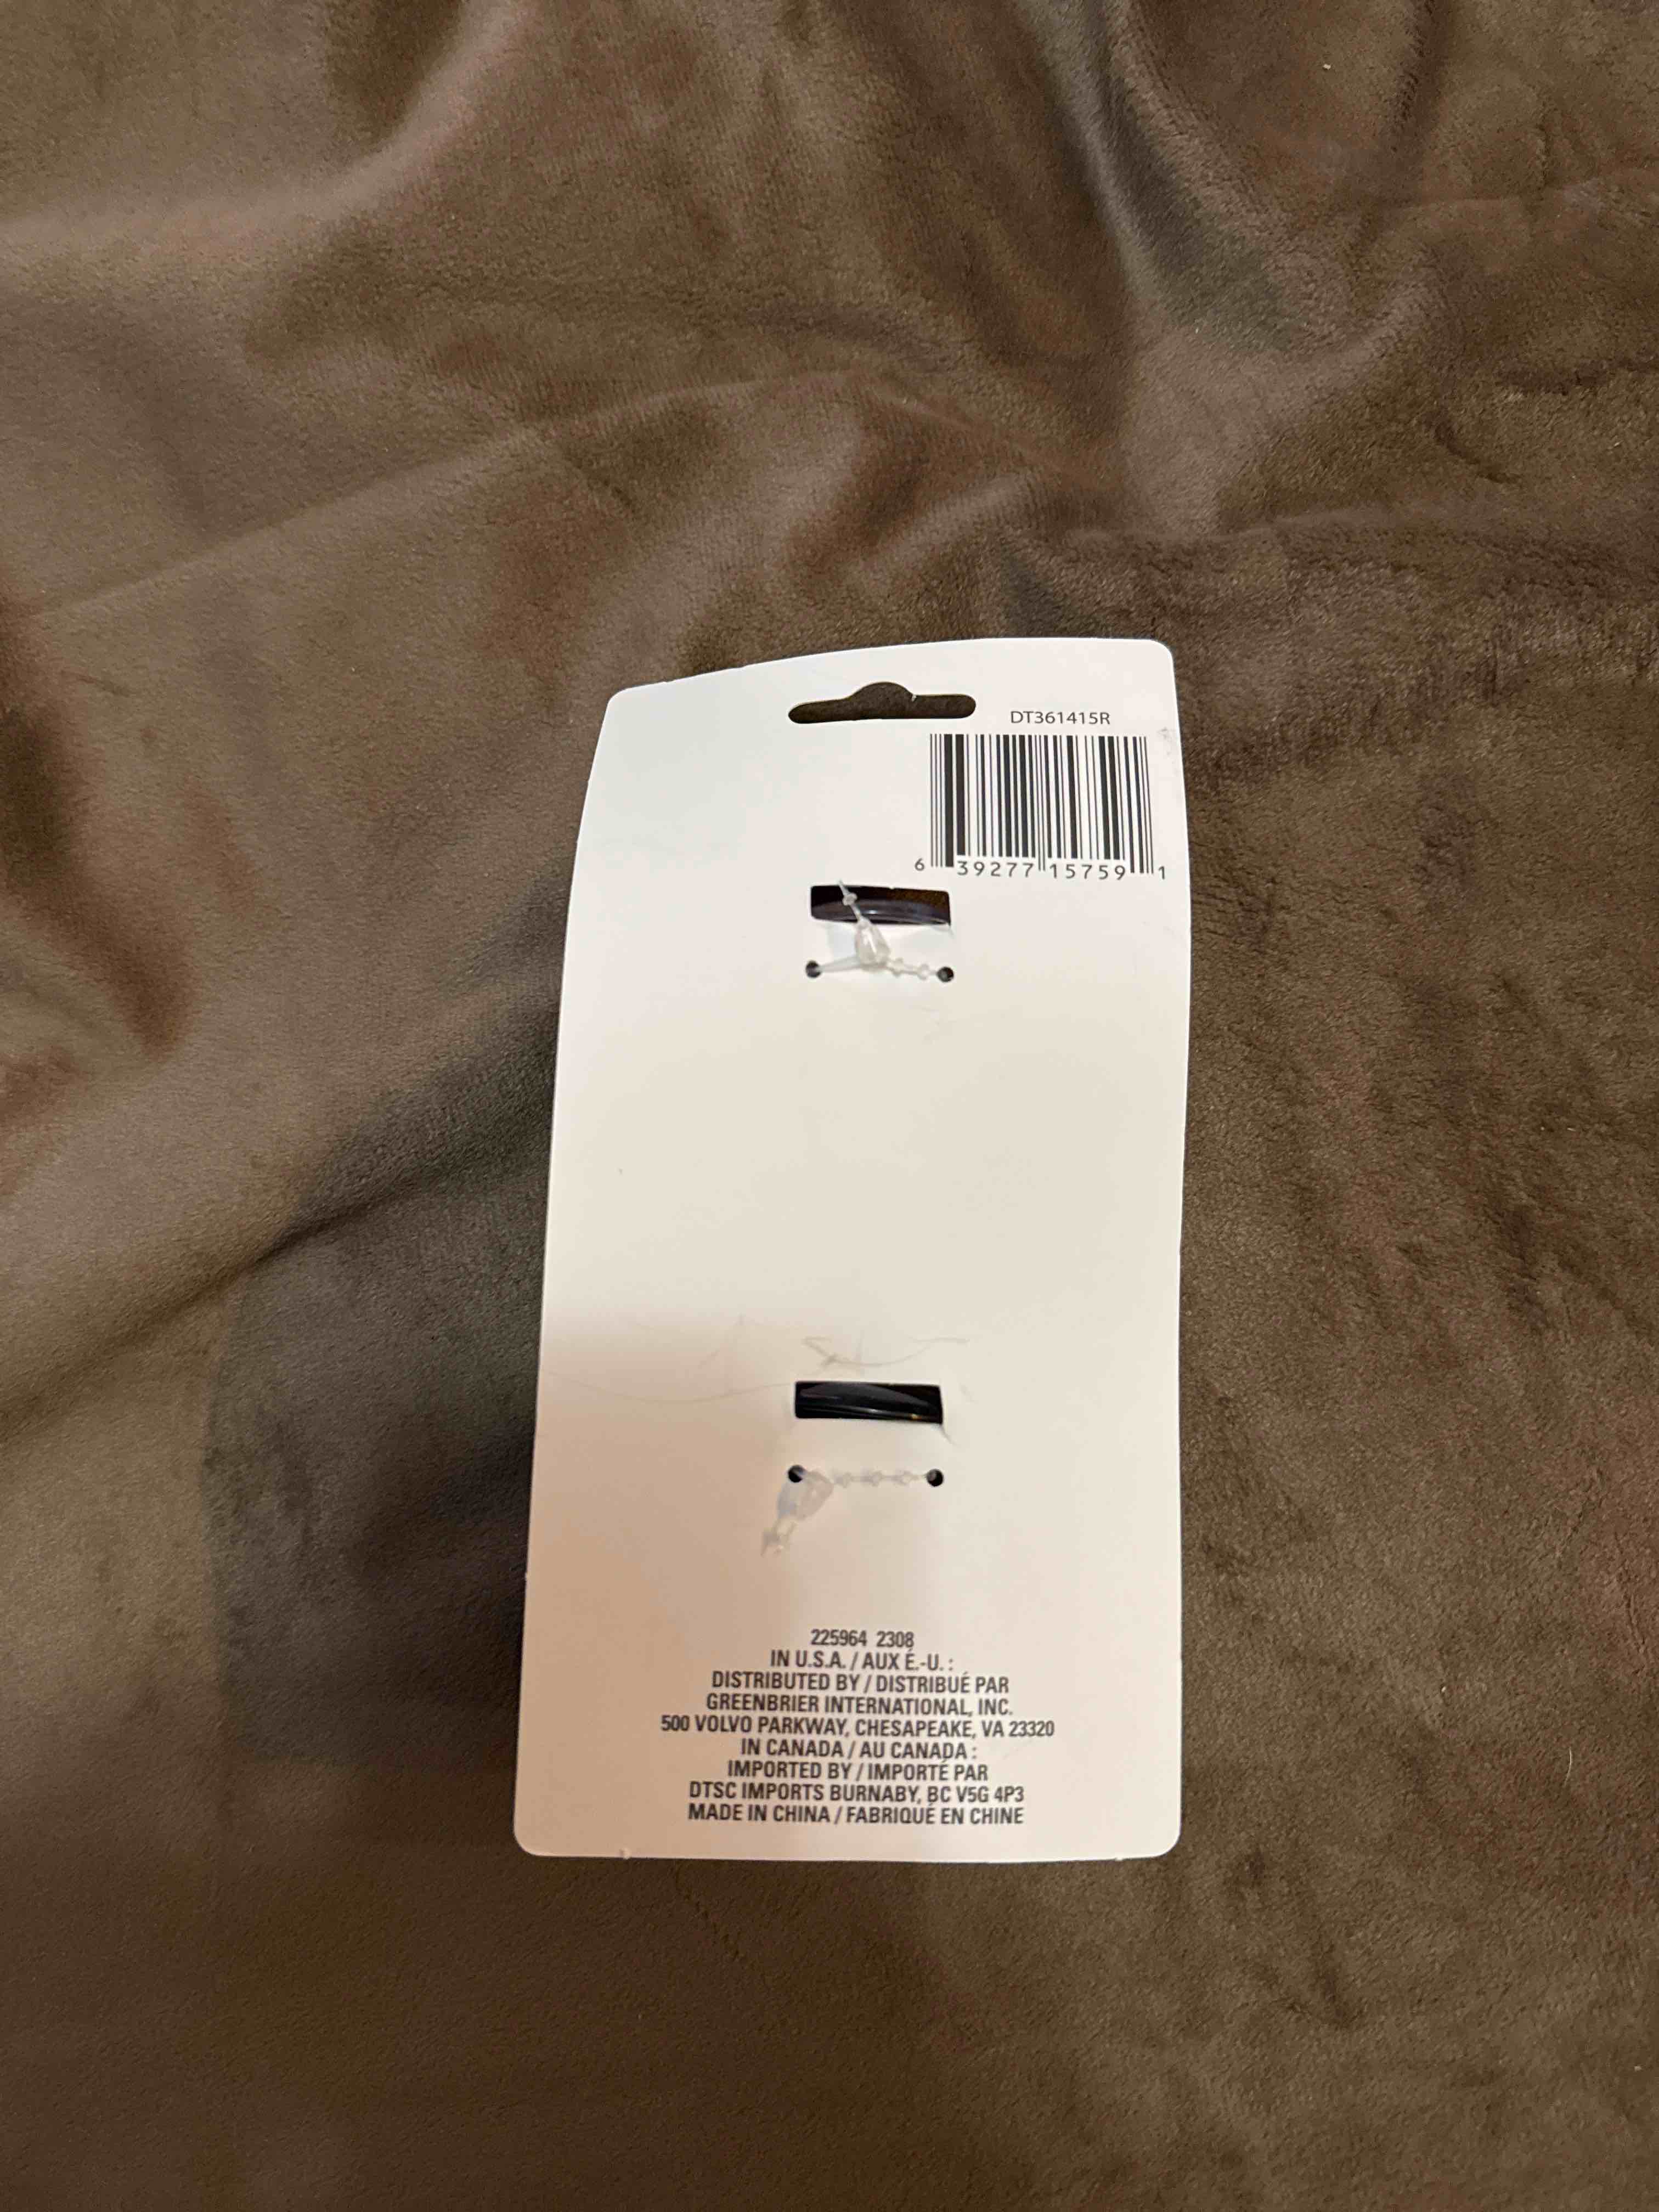 DT361415R
6 39277 15759 1
225964 2308
IN U.S.A. / AUX É.-U. :
DISTRIBUTED BY / DISTRIBUÉ PAR
GREENBRIER INTERNATIONAL, INC.
500 VOLVO PARKWAY, CHESAPEAKE, VA 23320
IN CANADA / AU CANADA :
IMPORTED BY / IMPORTÉ PAR
DTSC IMPORTS BURNABY, BC V5G 4P3
MADE IN CHINA / FABRIQUÉ EN CHINE